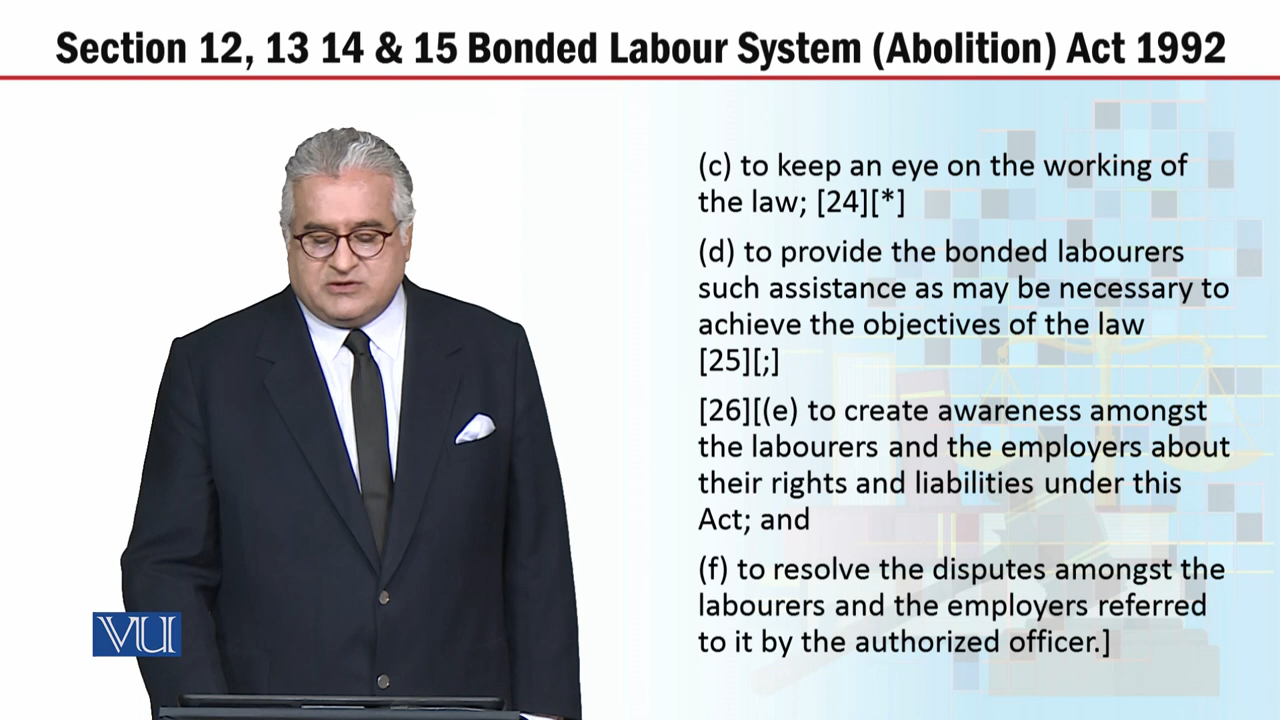 Section 12, 13 14 & 15 Bonded Labour System (Abolition) Act 1992
(c) to keep an eye on the working of
the law; [24][*]
(d) to provide the bonded labourers
such assistance as may be necessary to
achieve the objectives of the law
[25][;]
[26][(e) to create awareness amongst
the labourers and the employers about
their rights and liabilities under this
Act; and
(f) to resolve the disputes amongst the
labourers and the employers referred
to it by the authorized officer.]
VU